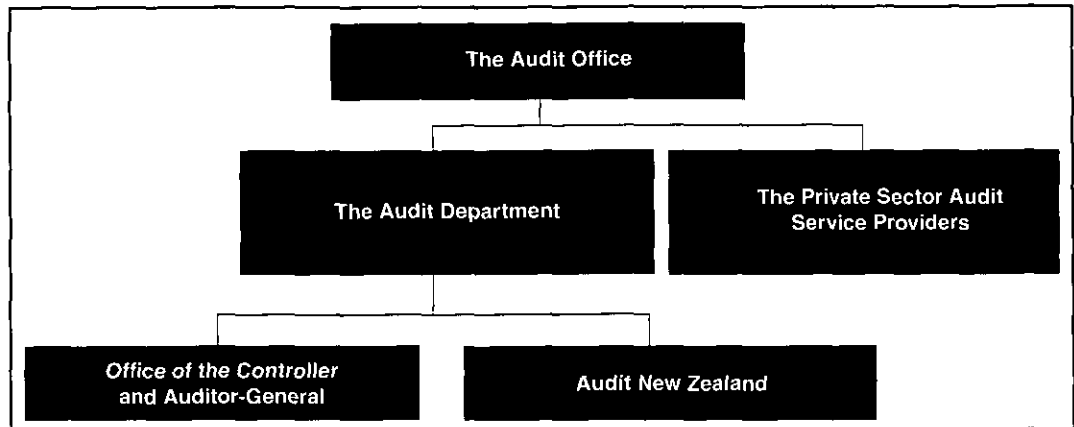 The Audit Office
The Audit Department
The Private Sector Audit
Service Providers
Office of the Controller
and Auditor-General
Audit New Zealand